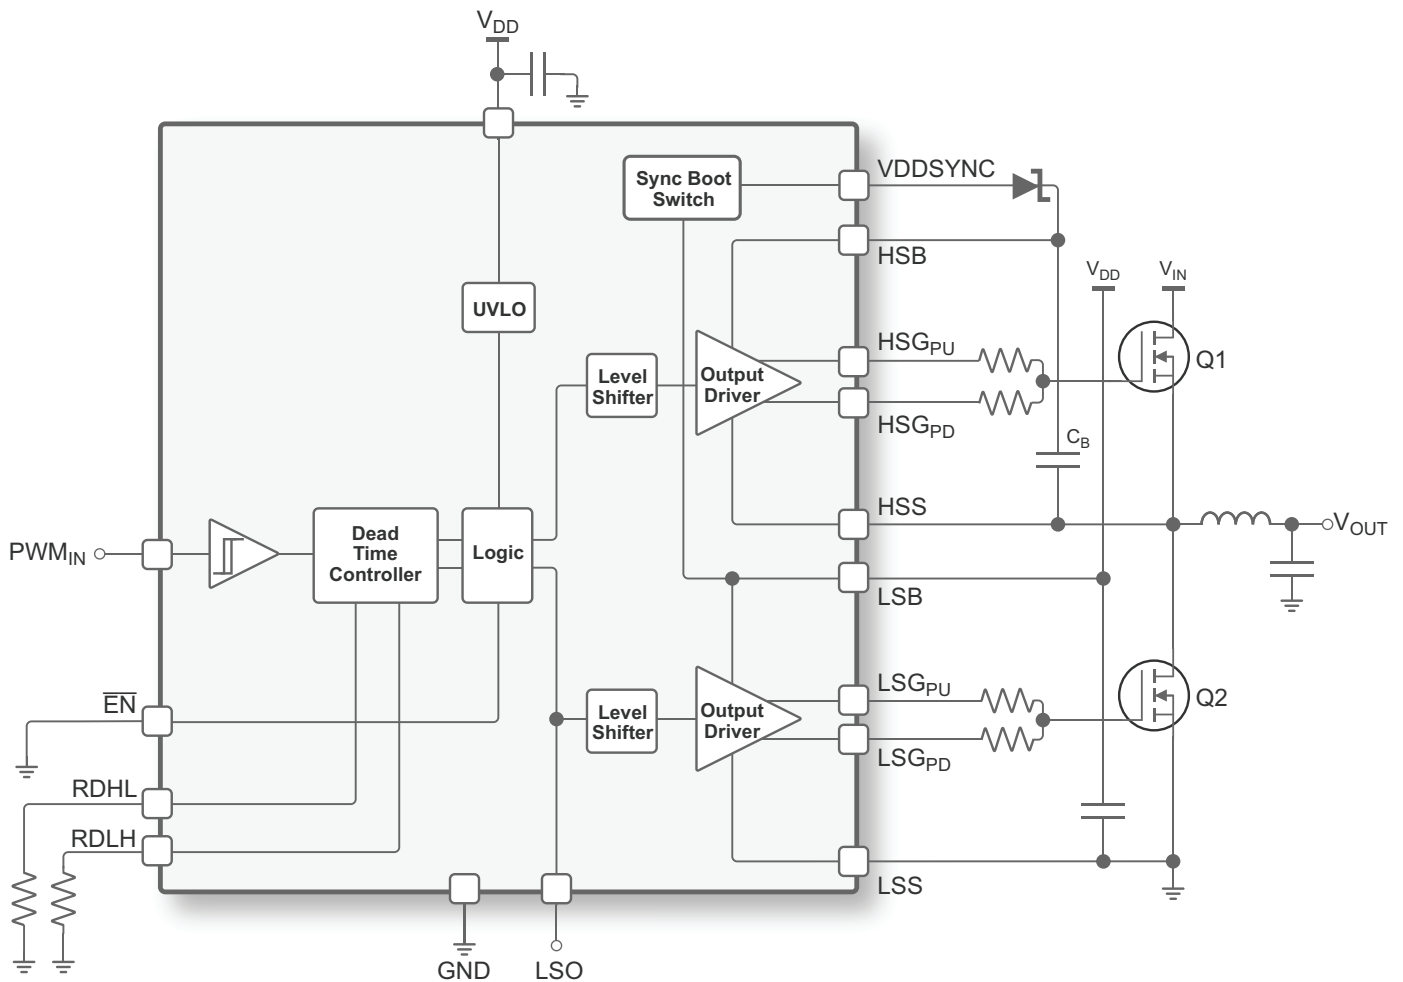 VDD
VDDSYNC
Sync Boot
Switch
HSB
VDD
VIN
UVLO
HSGPU
Level
Shifter
Output
Driver
Q1
HSGPD
CB
HSS
PWMIN
Dead
Time
Controller
Logic
VOUT
LSB
EN
LSGPU
Level
Shifter
Output
Driver
Q2
LSGPD
RDHL
RDLH
LSS
GND
LSO